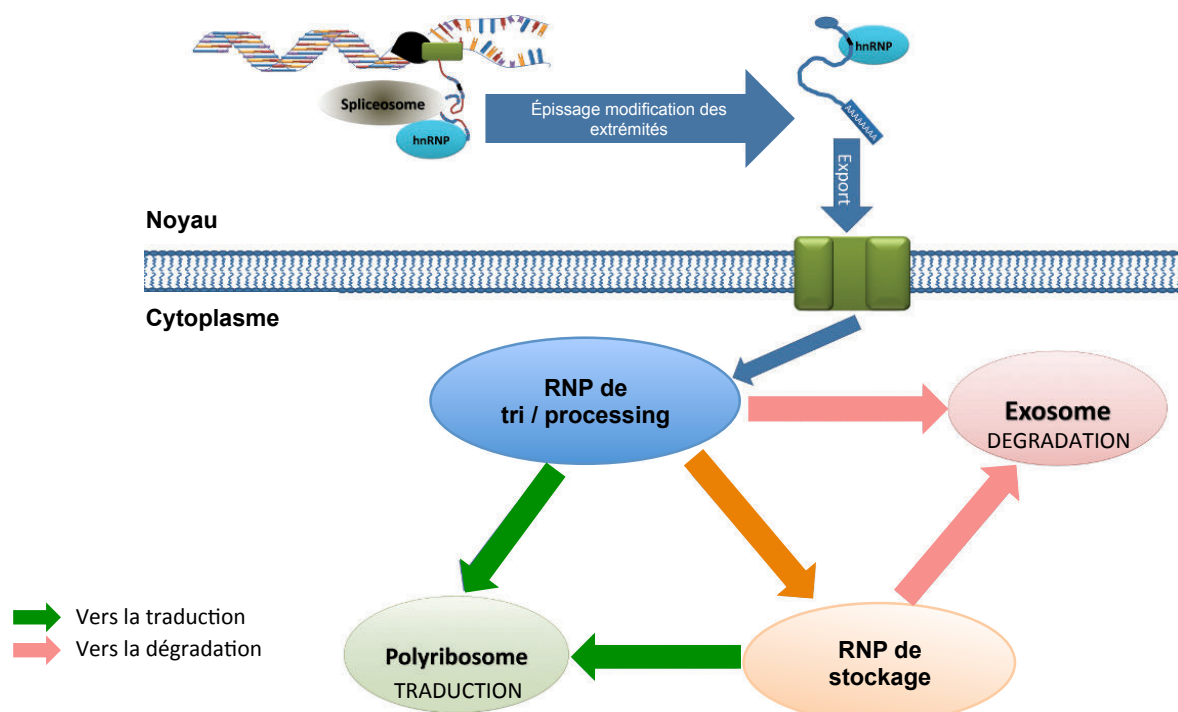 Spliceosome
hnRNP
Épissage modification des
extrémités
hnRNP
AAAAAAAA
Export
Noyau
Cytoplasme
RNP de
tri / processing
Exosome
DEGRADATION
Vers la traduction
Vers la dégradation
Polyribosome
TRADUCTION
RNP de
stockage